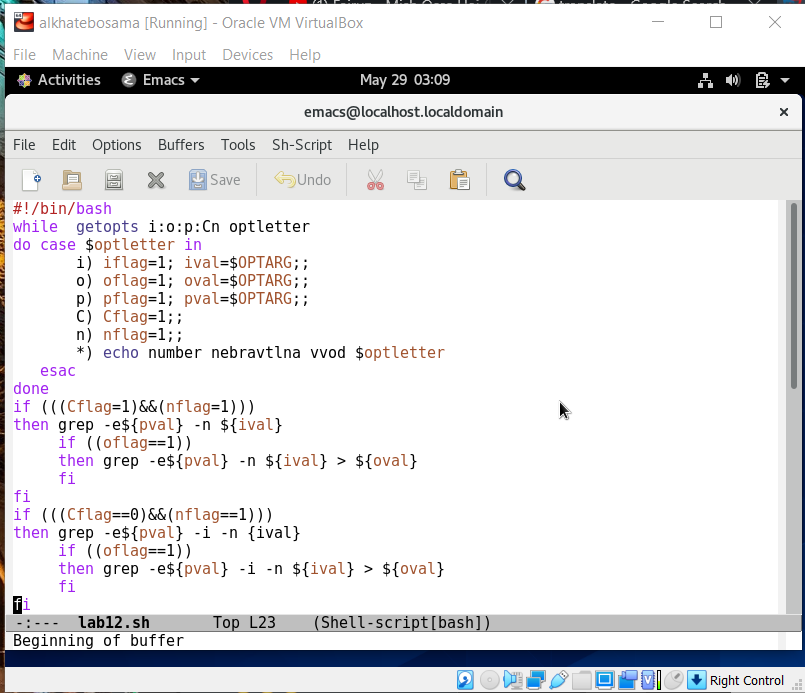 alkhatebosama [Running] - Oracle VM VirtualBox
File Machine View Input Devices Help
Activities Emacs May 29 03:09
emacs@localhost.localdomain
File Edit Options Buffers Tools Sh-Script Help
Save Undo
#!/bin/bash
while  getopts i:o:p:Cn optletter
do case $optletter in
       i) iflag=1; ival=$OPTARG;;
       o) oflag=1; oval=$OPTARG;;
       p) pflag=1; pval=$OPTARG;;
       C) Cflag=1;;
       n) nflag=1;;
       *) echo number nebravtlna vvod $optletter
   esac
done
if (((Cflag=1)&&(nflag=1)))
then grep -e${pval} -n ${ival}
     if ((oflag==1))
     then grep -e${pval} -n ${ival} > ${oval}
     fi
fi
if (((Cflag==0)&&(nflag==1)))
then grep -e${pval} -i -n {ival}
     if ((oflag==1))
     then grep -e${pval} -i -n ${ival} > ${oval}
     fi
fi
-:--- lab12.sh Top L23 (Shell-script[bash])
Beginning of buffer
Right Control